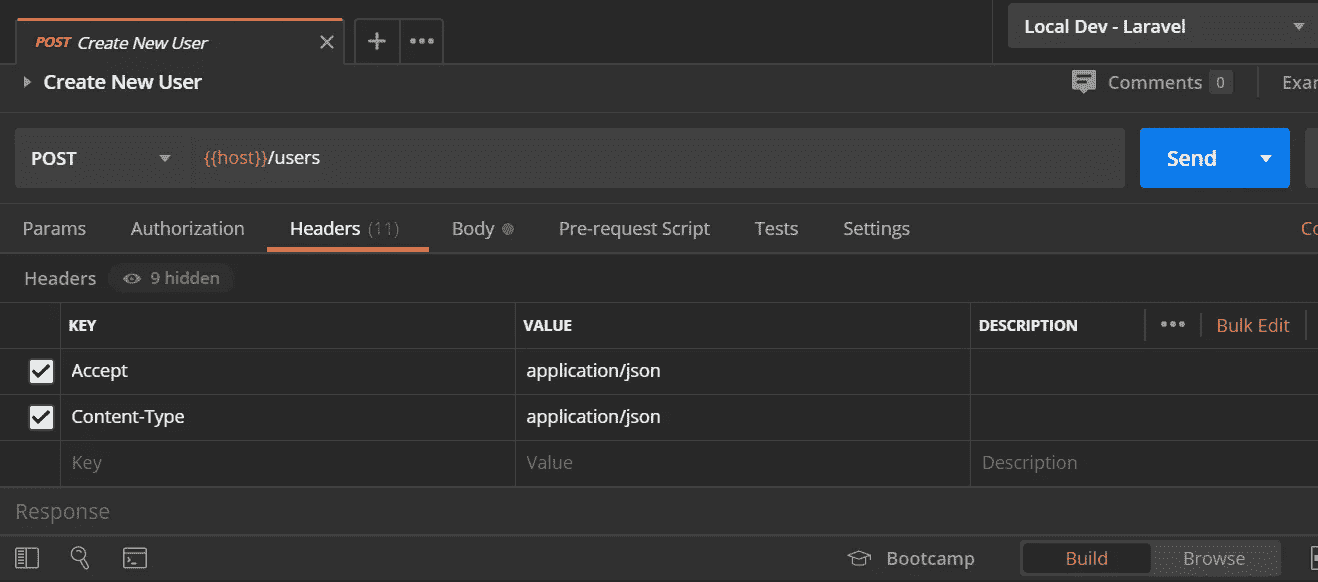 POST Create New User
Local Dev - Laravel
Create New User
Comments 0
POST {{host}}/users
Send
Params Authorization Headers (11) Body Pre-request Script Tests Settings
Headers 9 hidden
KEY VALUE DESCRIPTION Bulk Edit
Accept application/json
Content-Type application/json
Key Value Description
Response
Bootcamp Build Browse